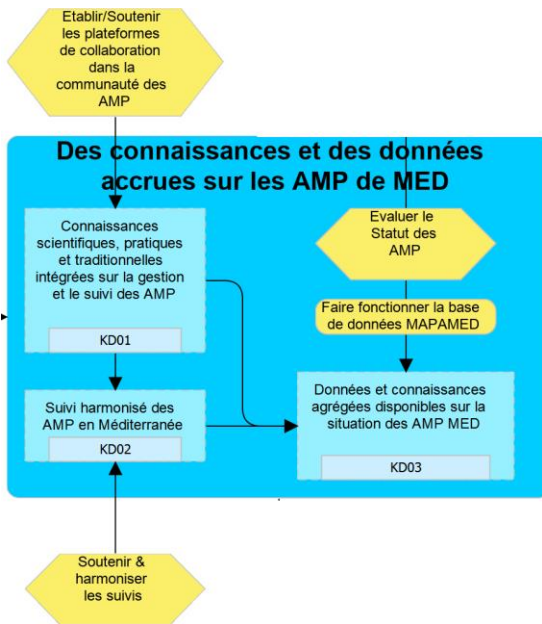 Etablir/Soutenir
les plateformes
de collaboration
dans la
communauté des
AMP
Des connaissances et des données
accrues sur les AMP de MED
Connaissances
scientifiques, pratiques
et traditionnelles
intégrées sur la gestion
et le suivi des AMP
KD01
Evaluer le
Statut des
AMP
Faire fonctionner la base
de données MAPAMED
Suivi harmonisé des
AMP en Méditerranée
KD02
Données et connaissances
agrégées disponibles sur la
situation des AMP MED
KD03
Soutenir &
harmoniser
les suivis